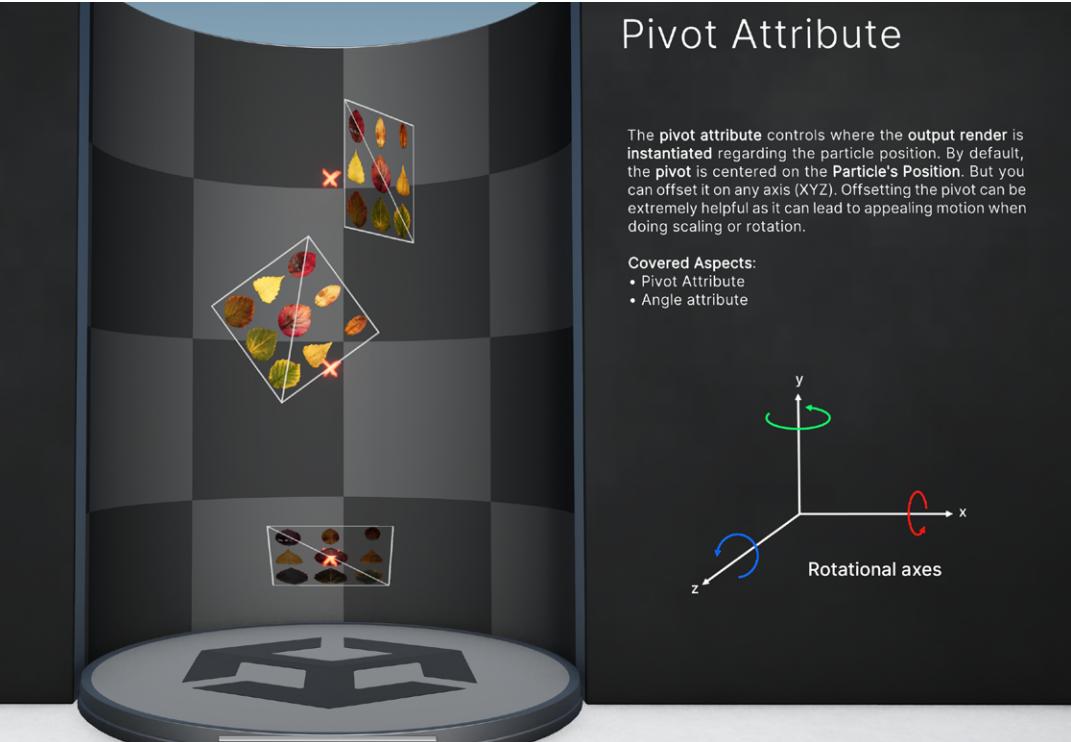 Pivot Attribute
The pivot attribute controls where the output render is
instantiated regarding the particle position. By default,
the pivot is centered on the Particle's Position. But you
can offset it on any axis (XYZ). Offsetting the pivot can be
extremely helpful as it can lead to appealing motion when
doing scaling or rotation.
Covered Aspects:
• Pivot Attribute
• Angle attribute
y
x
Rotational axes
z